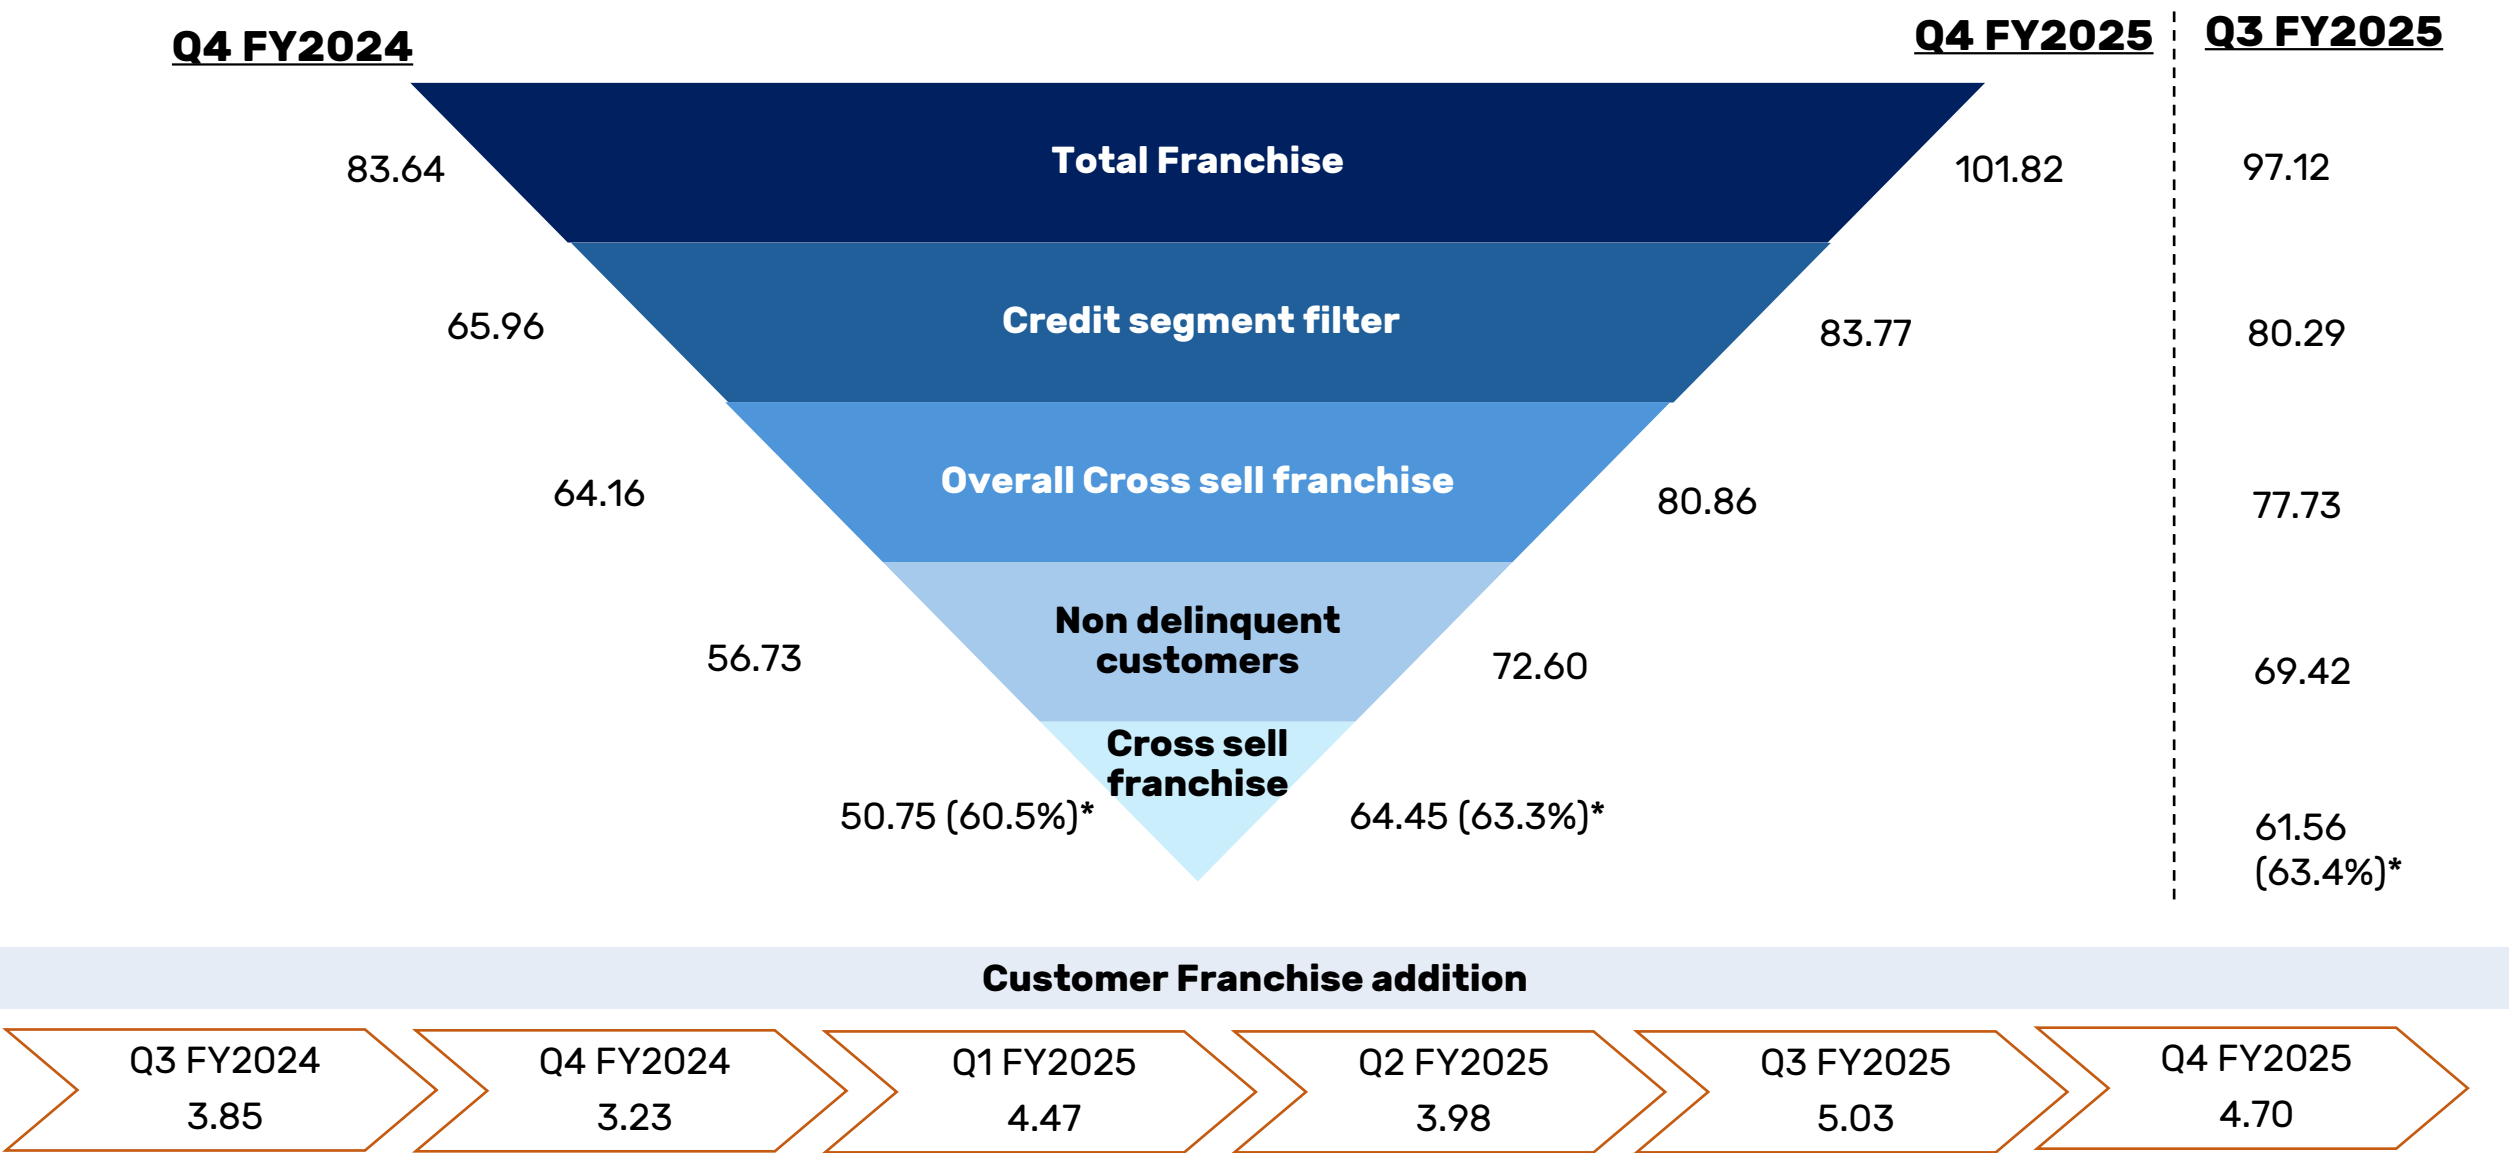 Q4 FY2024
Q4 FY2025
Q3 FY2025
83.64
Total Franchise
101.82
97.12
65.96
Credit segment filter
83.77
80.29
64.16
Overall Cross sell franchise
80.86
77.73
56.73
Non delinquent
customers
72.60
69.42
Cross sell
franchise
50.75 (60.5%)*
64.45 (63.3%)*
61.56
(63.4%)*
Customer Franchise addition
Q3 FY2024
3.85
Q4 FY2024
3.23
Q1 FY2025
4.47
Q2 FY2025
3.98
Q3 FY2025
5.03
Q4 FY2025
4.70